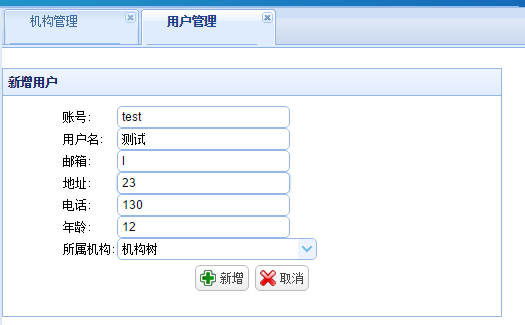 机构管理 用户管理
新增用户
账号: test
用户名: 测试
邮箱: l
地址: 23
电话: 130
年龄: 12
所属机构: 机构树
新增 取消